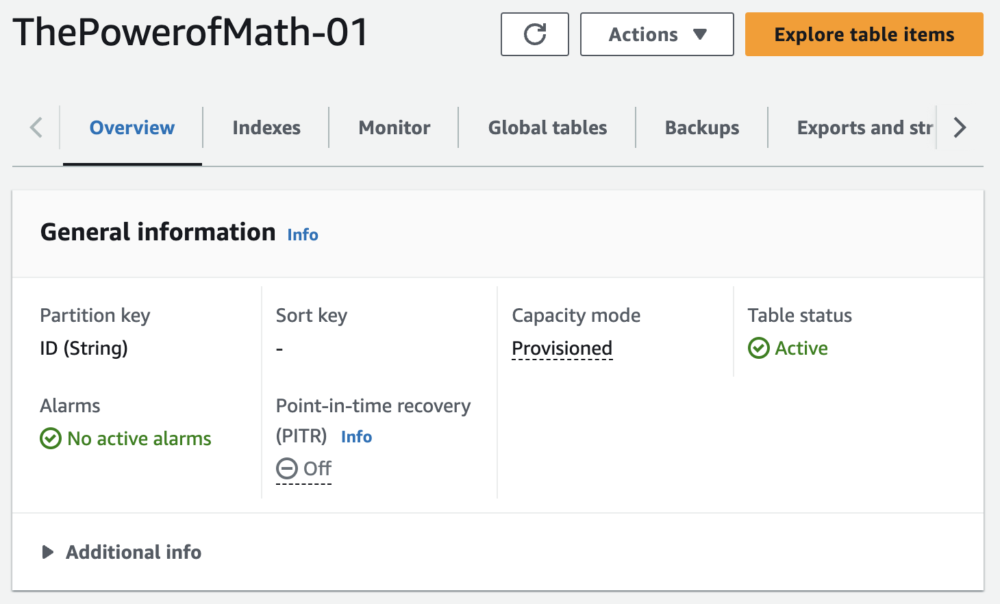 ThePowerofMath-01
Actions
Explore table items
Overview
Indexes
Monitor
Global tables
Backups
Exports and str
General information Info
Partition key
ID (String)
Sort key
-
Capacity mode
Provisioned
Table status
Active
Alarms
No active alarms
Point-in-time recovery
(PITR) Info
Off
Additional info